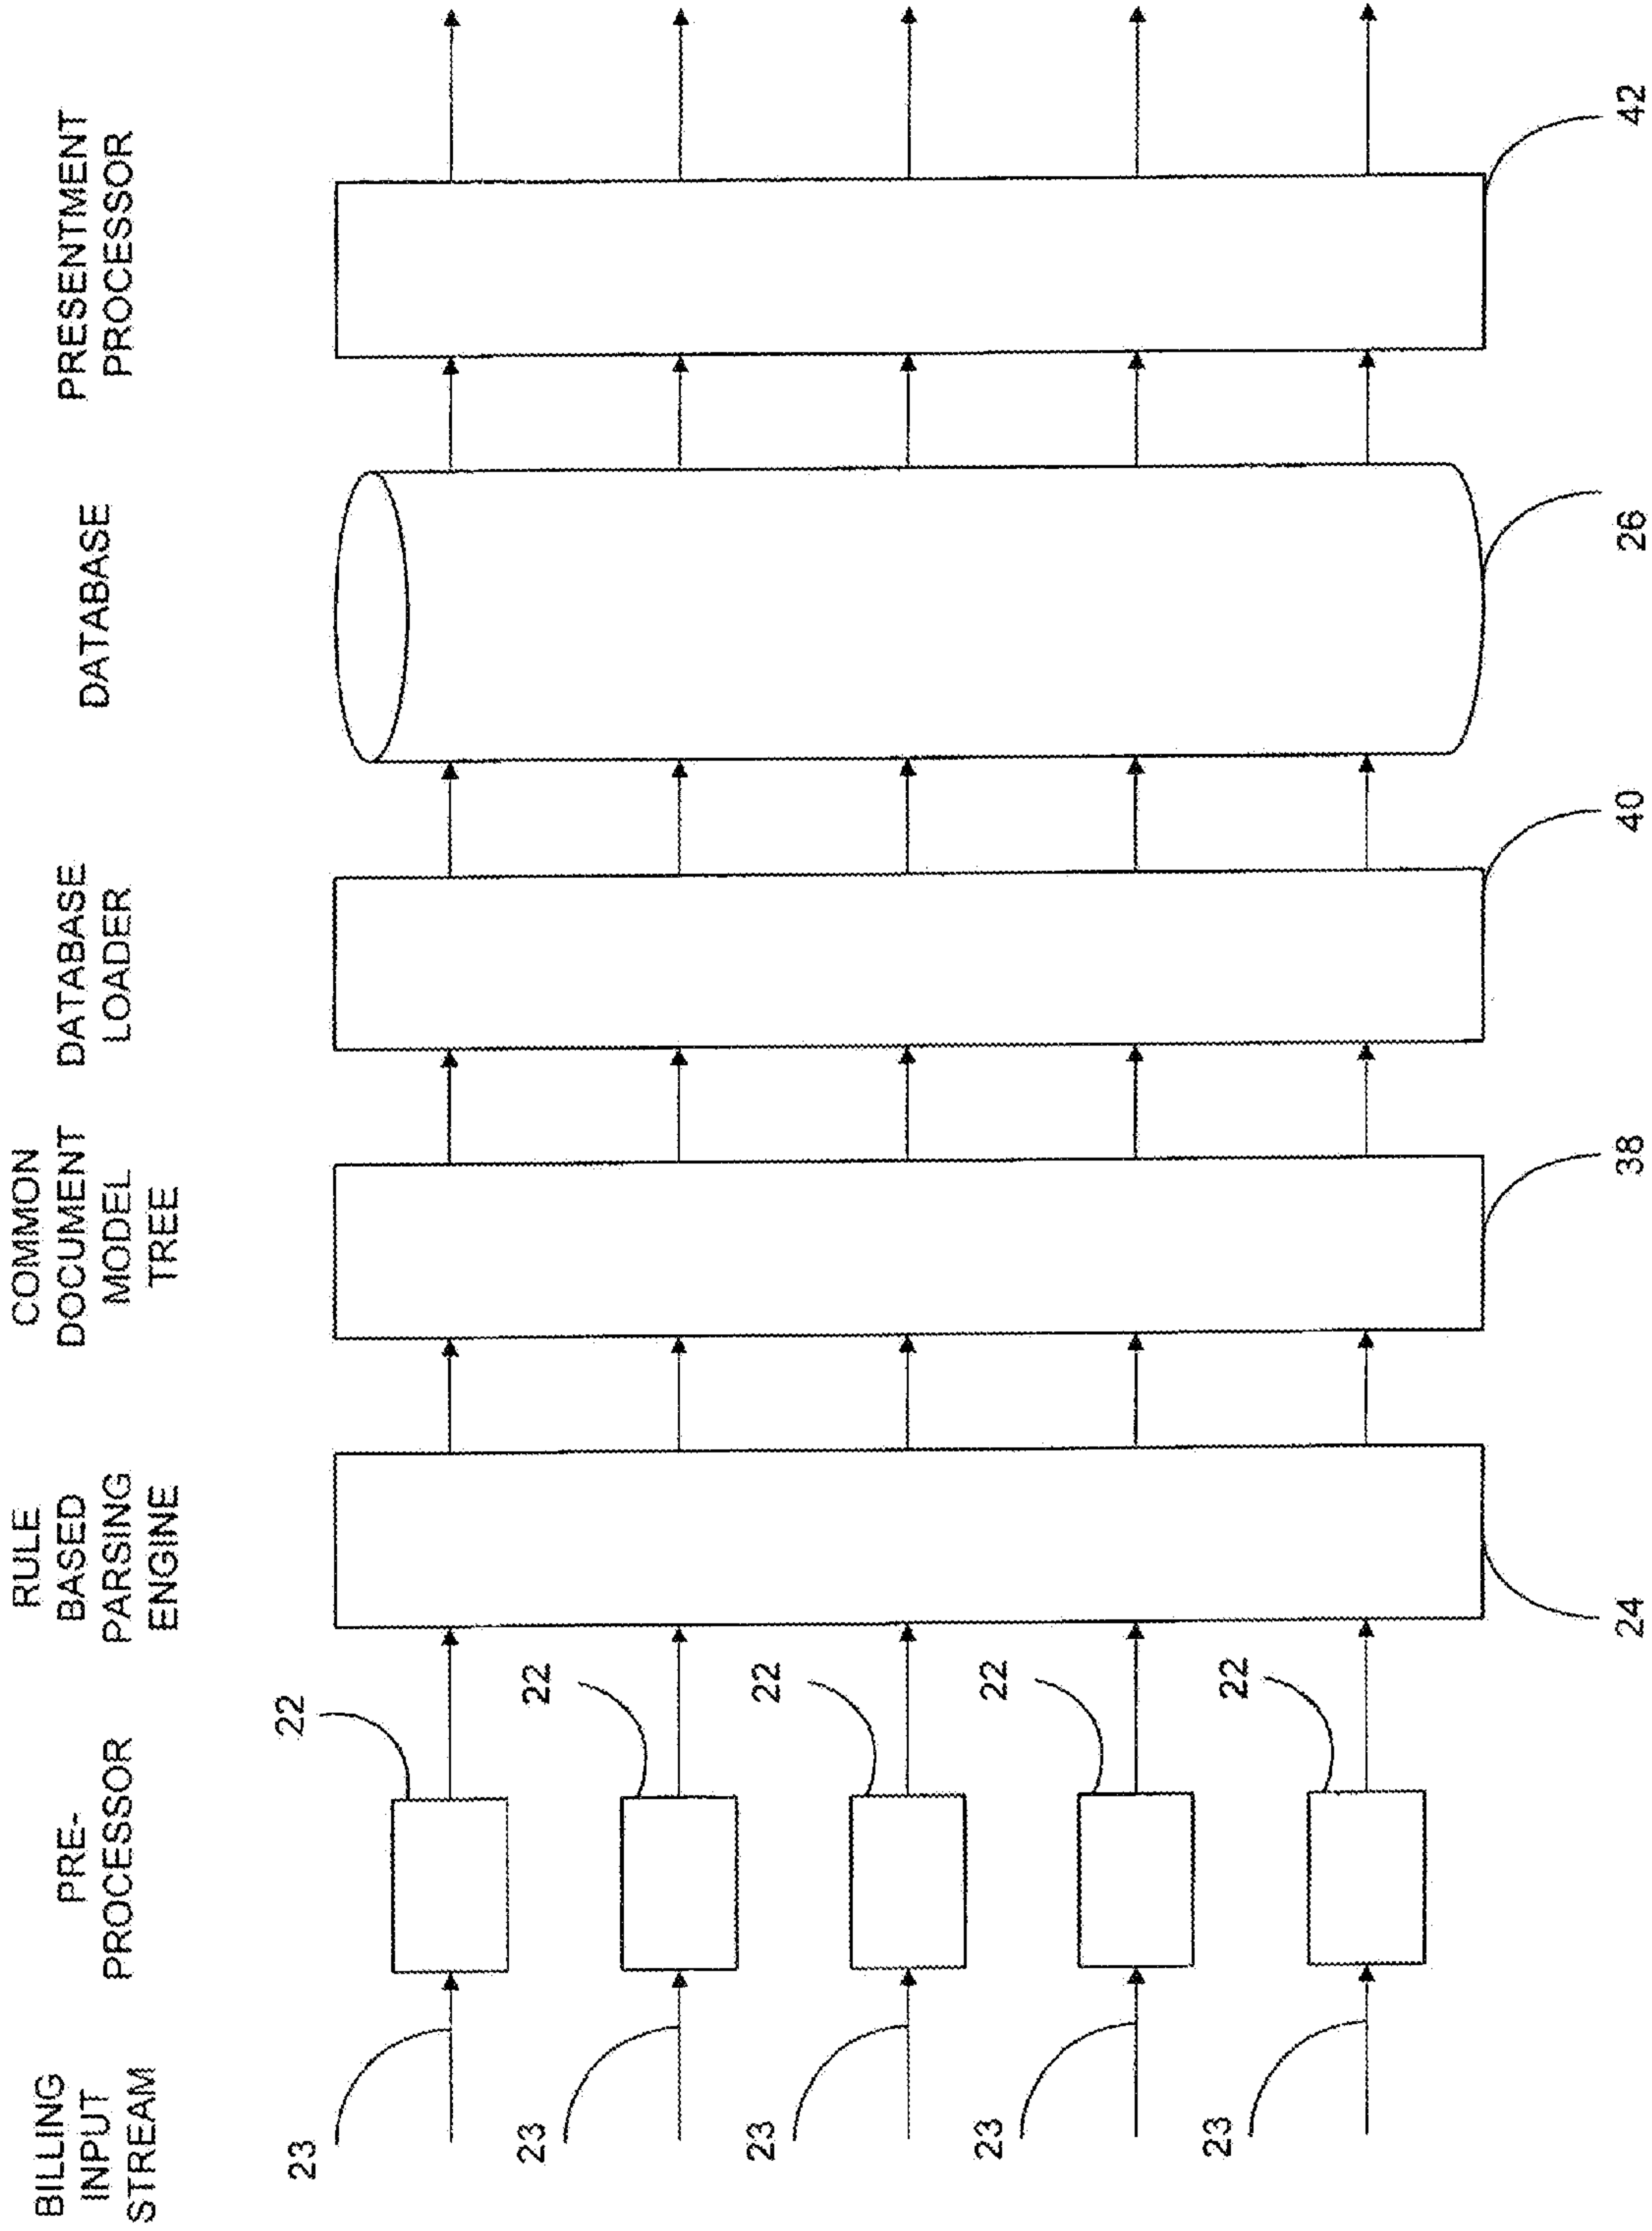 BILLING
INPUT
STREAM
PRE-
PROCESSOR
RULE
BASED
PARSING
ENGINE
COMMON
DOCUMENT
MODEL
TREE
DATABASE
LOADER
DATABASE
PRESENTMENT
PROCESSOR
23
22
23
22
23
22
23
22
23
22
24
38
40
26
42